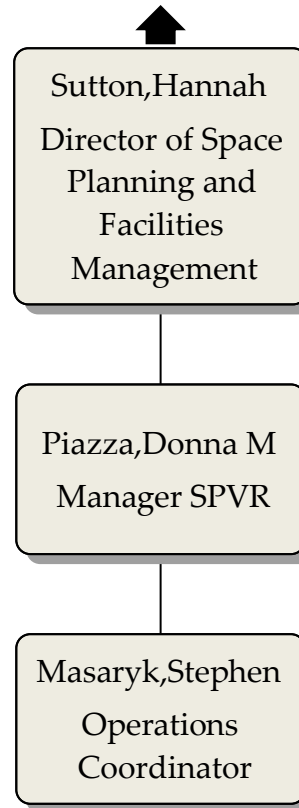 Sutton,Hannah
Director of Space
Planning and
Facilities
Management
Piazza,Donna M
Manager SPVR
Masaryk,Stephen
Operations
Coordinator